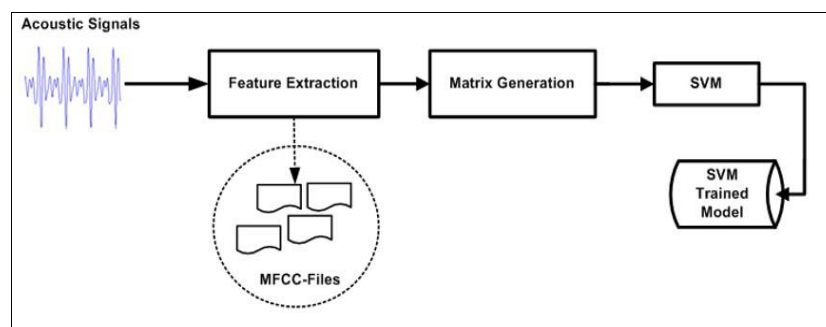 Acoustic Signals
Feature Extraction
Matrix Generation
SVM
SVM
Trained
Model
MFCC-Files